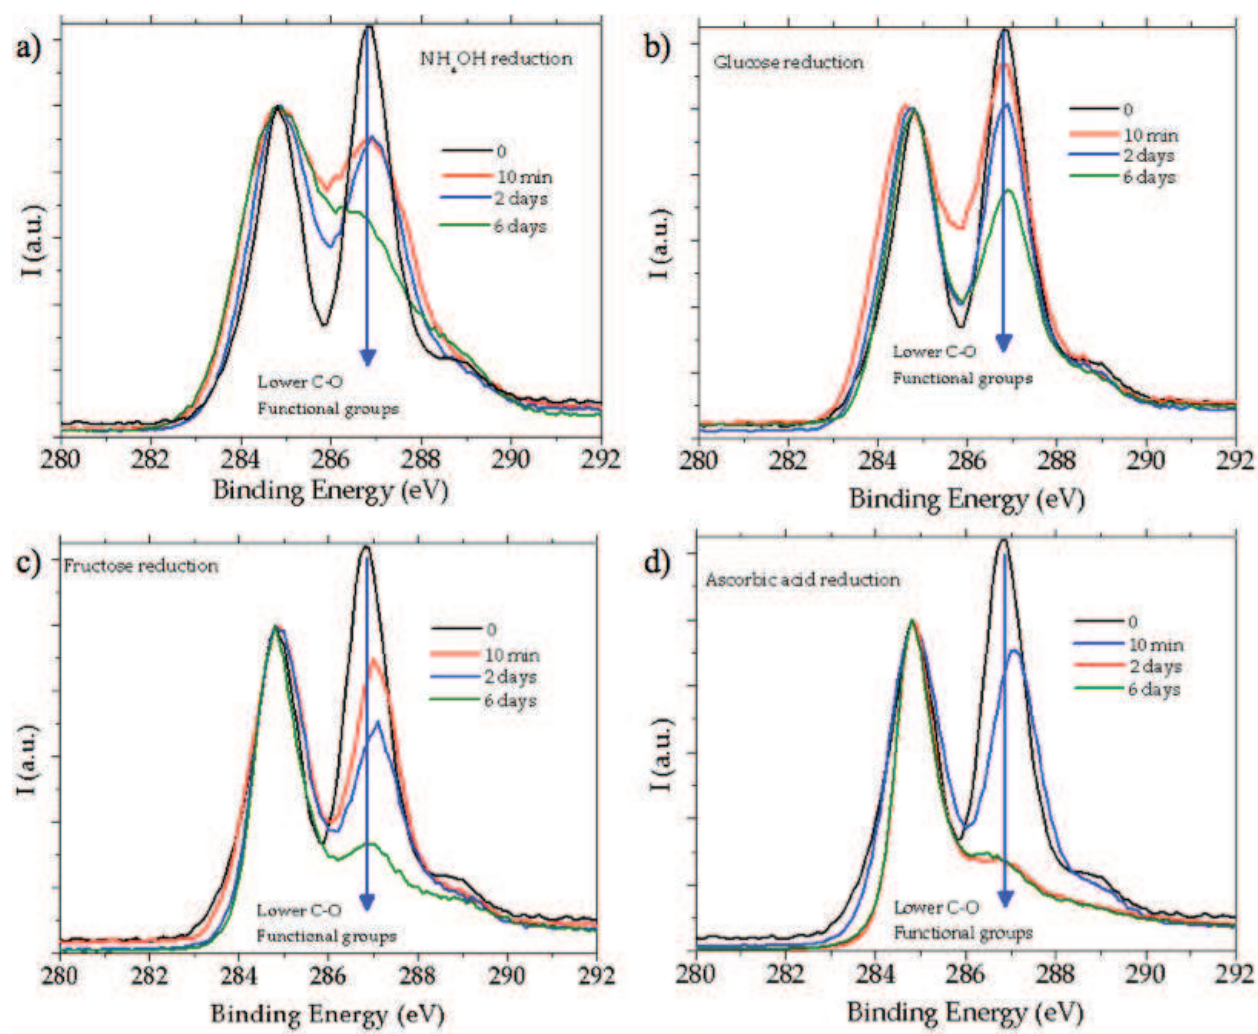 a)
NH4OH reduction
0
10 min
2 days
6 days
I (a.u.)
Lower C-O
Functional groups
280 282 284 286 288 290 292
Binding Energy (eV)
b)
Glucose reduction
0
10 min
2 days
6 days
I (a.u.)
Lower C-O
Functional groups
280 282 284 286 288 290 292
Binding Energy (eV)
c)
Fructose reduction
0
10 min
2 days
6 days
I (a.u.)
Lower C-O
Functional groups
280 282 284 286 288 290 292
Binding Energy (eV)
d)
Ascorbic acid reduction
0
10 min
2 days
6 days
I (a.u.)
Lower C-O
Functional groups
280 282 284 286 288 290 292
Binding Energy (eV)